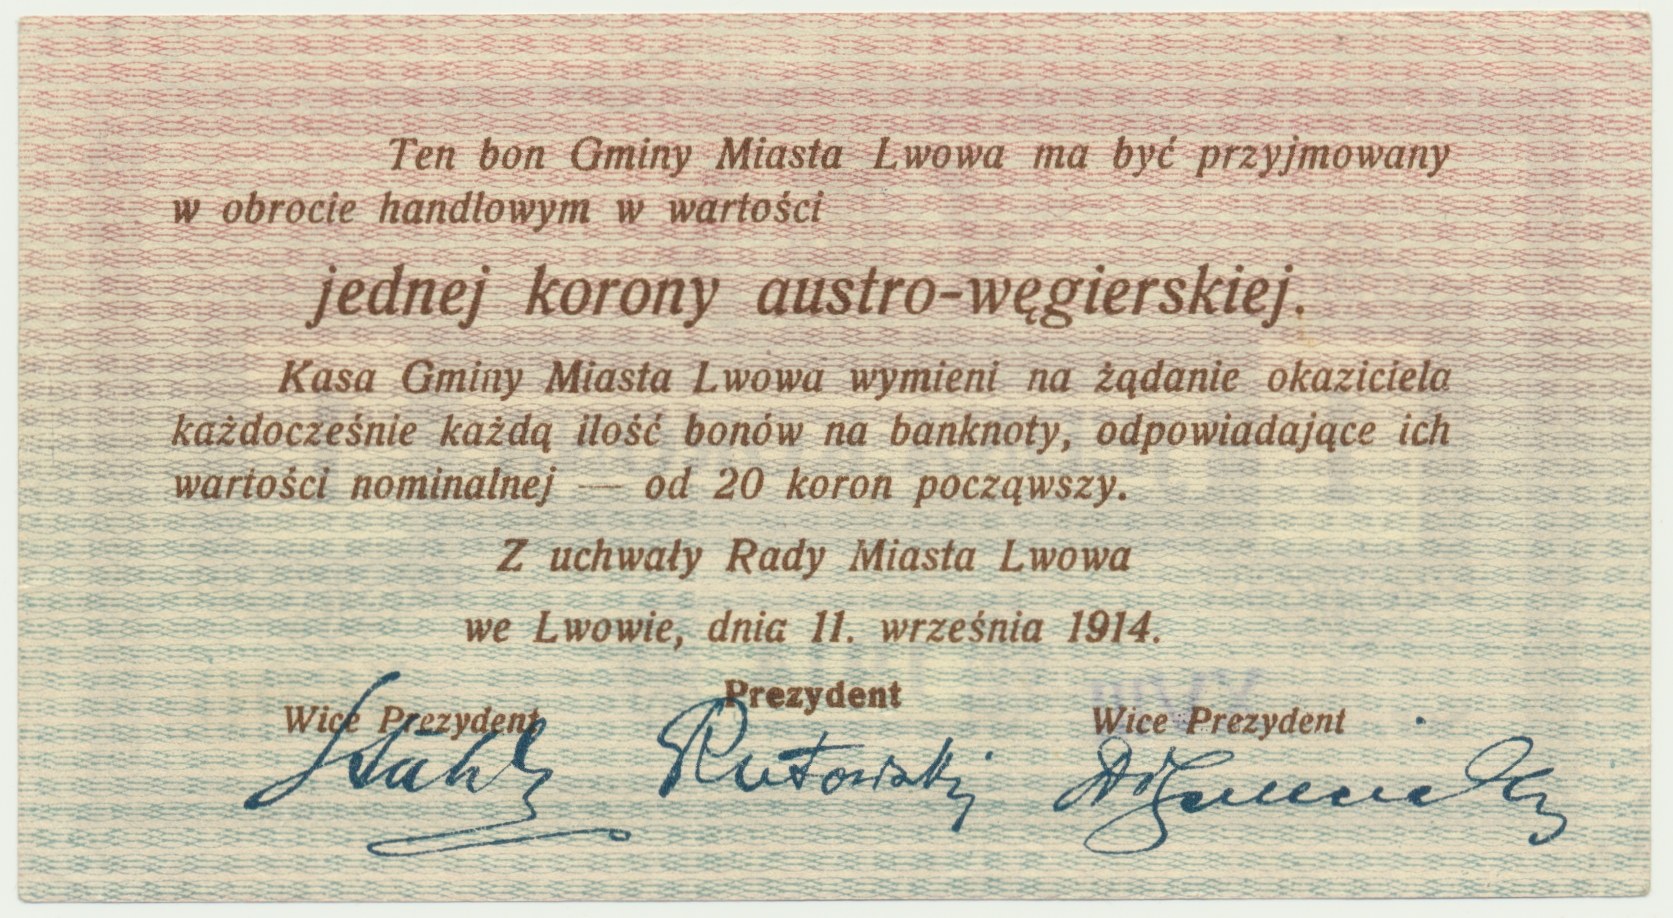 Ten bon Gminy Miasta Lwowa ma być przyjmowany
w obrocie handlowym w wartości
jednej korony austro-węgierskiej.
Kasa Gminy Miasta Lwowa wymieni na żądanie okaziciela
każdocześnie każdą ilość bonów na banknoty, odpowiadające ich
wartości nominalnej — od 20 koron począwszy.
Z uchwały Rady Miasta Lwowa
we Lwowie, dnia 11. września 1914.
Prezydent
Wice Prezydent Wice Prezydent
Stahl Rutowski